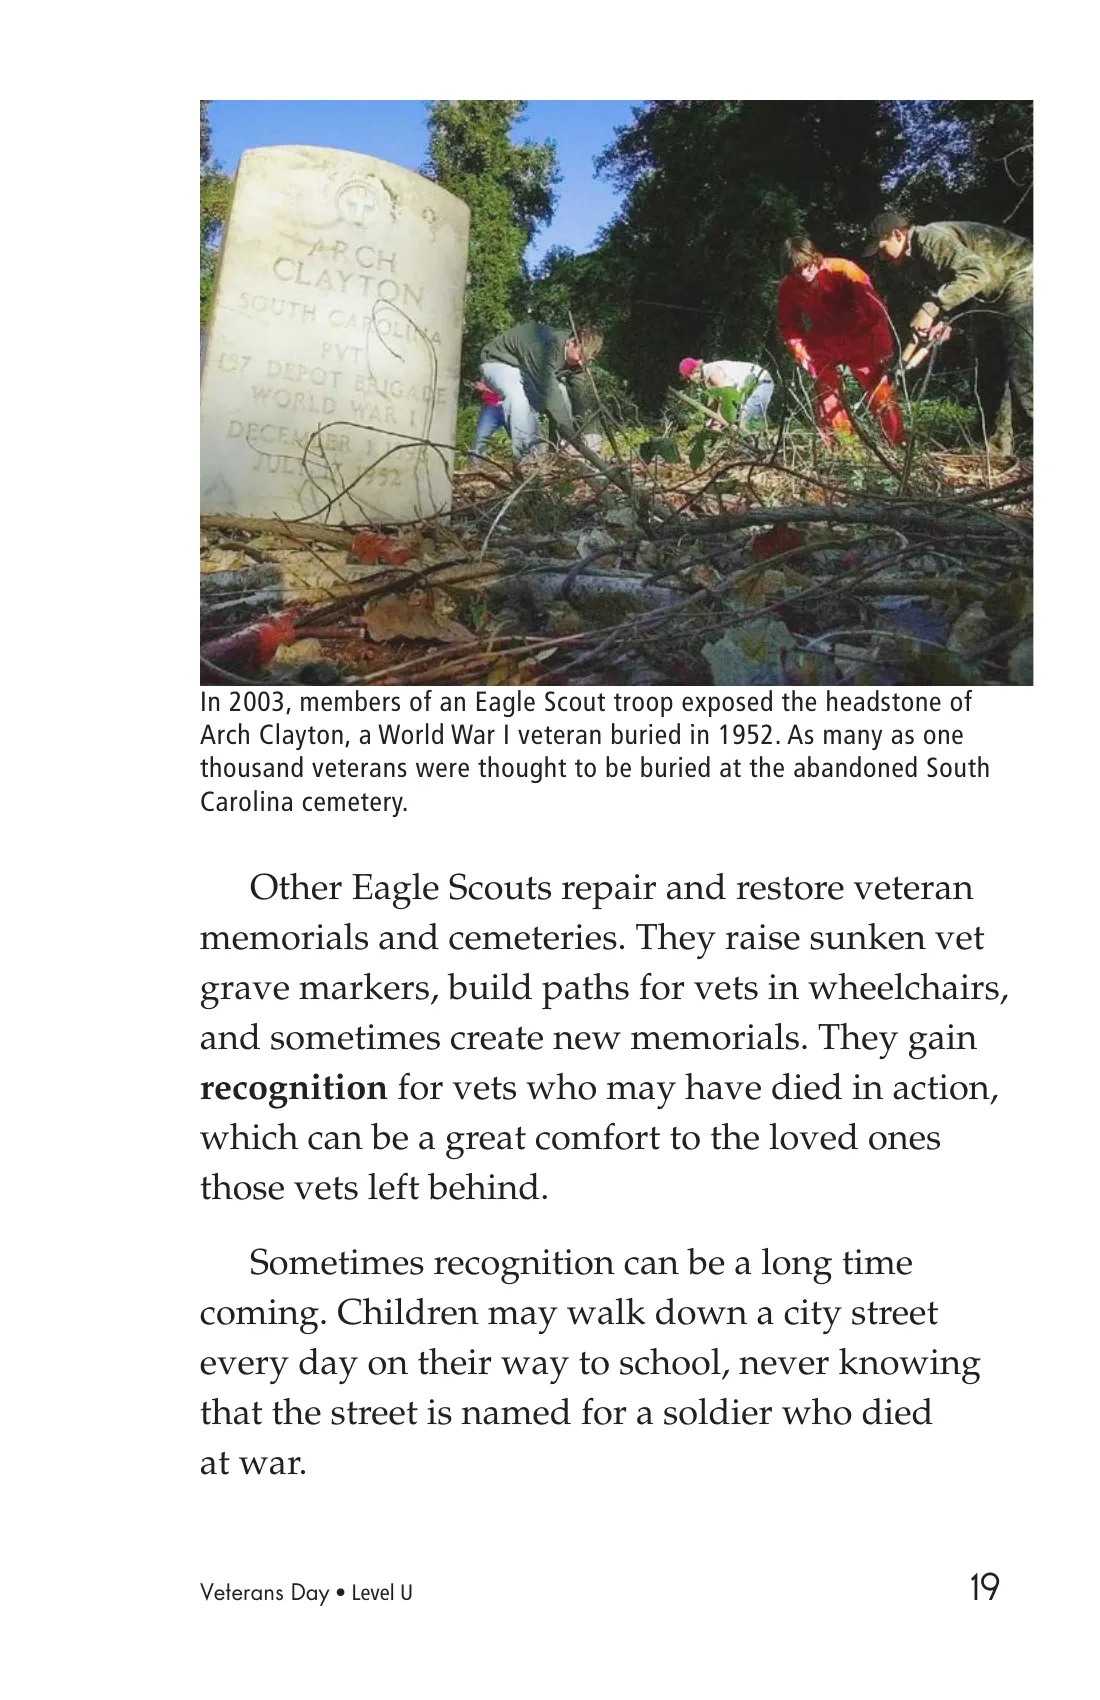 ARCH
CLAYTON
SOUTH CAROLINA
PVT
157 DEPOT BRIGADE
WORLD WAR I
DECEMBER 1
JULY 1952
In 2003, members of an Eagle Scout troop exposed the headstone of
Arch Clayton, a World War I veteran buried in 1952. As many as one
thousand veterans were thought to be buried at the abandoned South
Carolina cemetery.
Other Eagle Scouts repair and restore veteran
memorials and cemeteries. They raise sunken vet
grave markers, build paths for vets in wheelchairs,
and sometimes create new memorials. They gain
recognition for vets who may have died in action,
which can be a great comfort to the loved ones
those vets left behind.
Sometimes recognition can be a long time
coming. Children may walk down a city street
every day on their way to school, never knowing
that the street is named for a soldier who died
at war.
Veterans Day • Level U
19